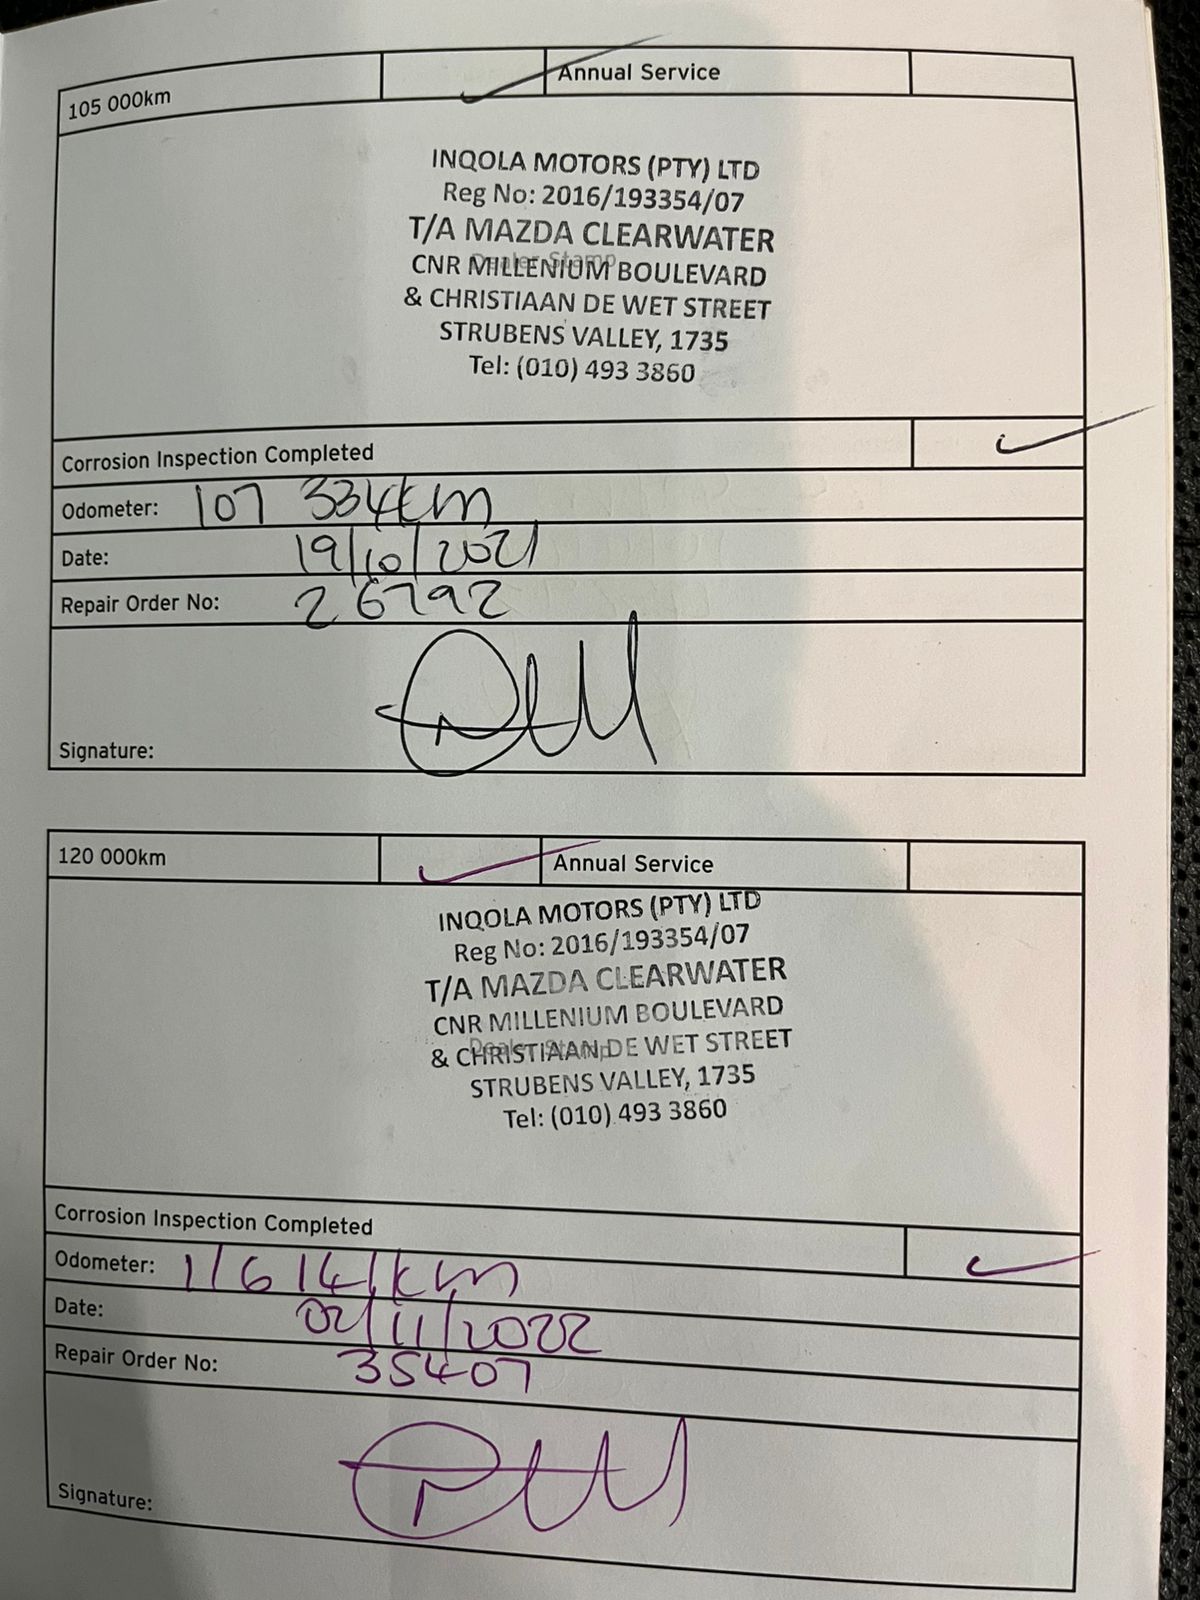 105 000km Annual Service
INQOLA MOTORS (PTY) LTD
Reg No: 2016/193354/07
T/A MAZDA CLEARWATER
Dealer Stamp
CNR MILLENIUM BOULEVARD
& CHRISTIAAN DE WET STREET
STRUBENS VALLEY, 1735
Tel: (010) 493 3860
Corrosion Inspection Completed
Odometer: 107 334km
Date: 19/10/2021
Repair Order No: 26792
Signature:
120 000km Annual Service
INQOLA MOTORS (PTY) LTD
Reg No: 2016/193354/07
T/A MAZDA CLEARWATER
CNR MILLENIUM BOULEVARD
Dealer Stamp
& CHRISTIAAN DE WET STREET
STRUBENS VALLEY, 1735
Tel: (010) 493 3860
Corrosion Inspection Completed
Odometer:
Date: 02/11/2022
Repair Order No: 35407
Signature: